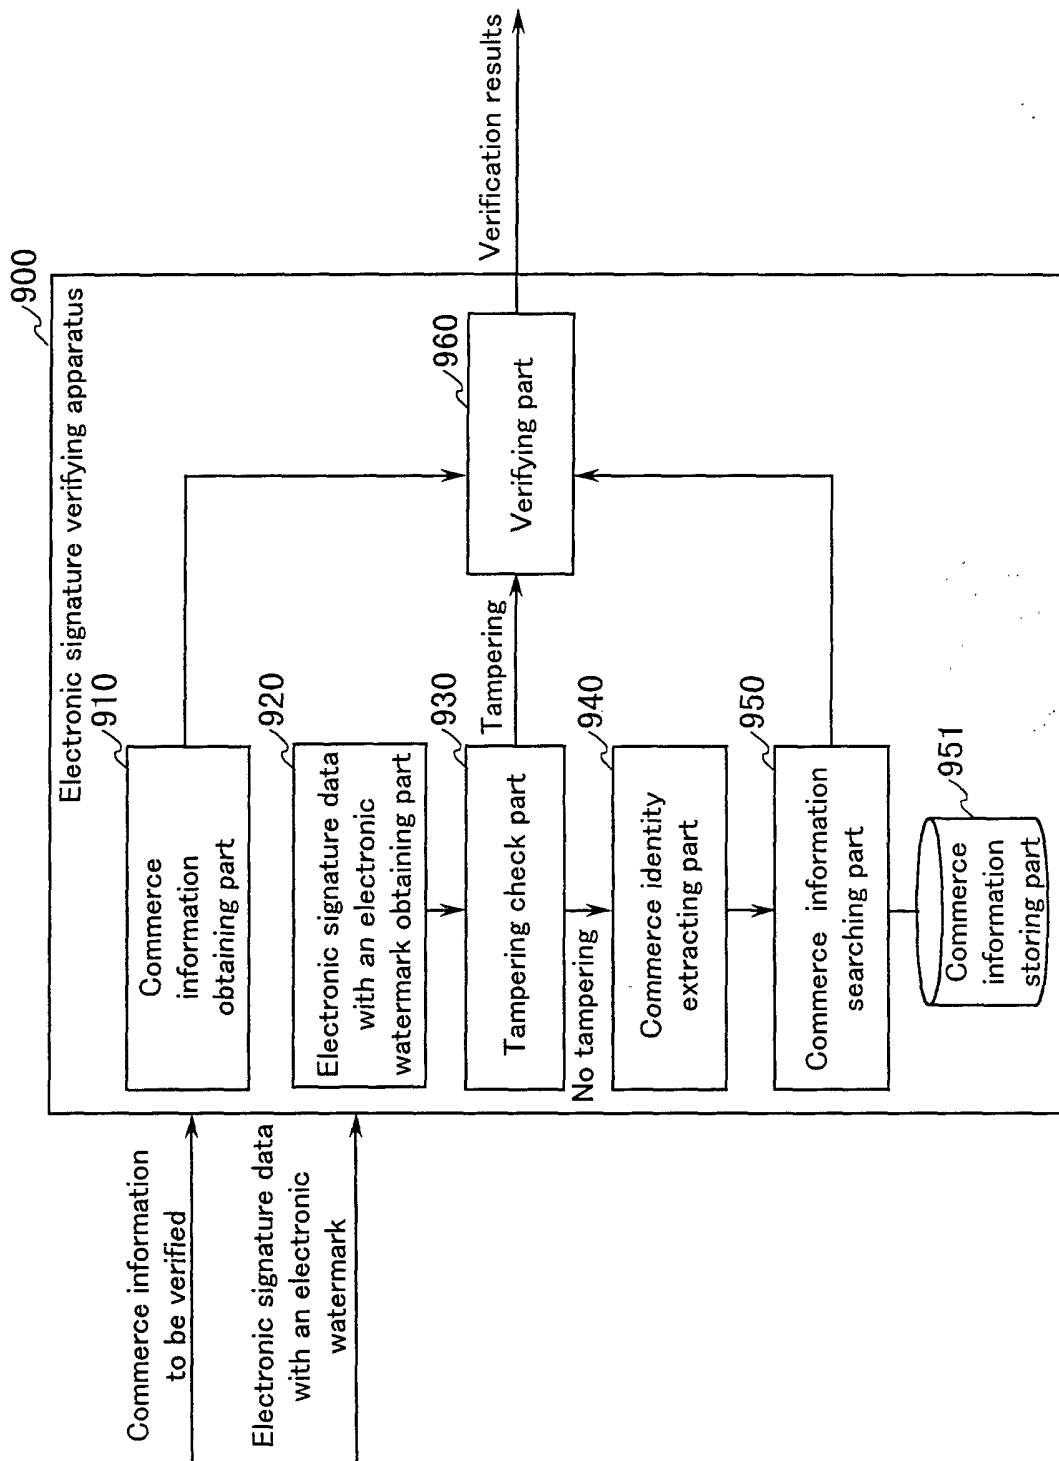 900
Electronic signature verifying apparatus
Commerce information
to be verified
910
Commerce
information
obtaining part
Electronic signature data
with an electronic
watermark
920
Electronic signature data
with an electronic
watermark obtaining part
930
Tampering check part
Tampering
960
Verifying part
Verification results
No tampering
940
Commerce identity
extracting part
950
Commerce information
searching part
951
Commerce
information
storing part